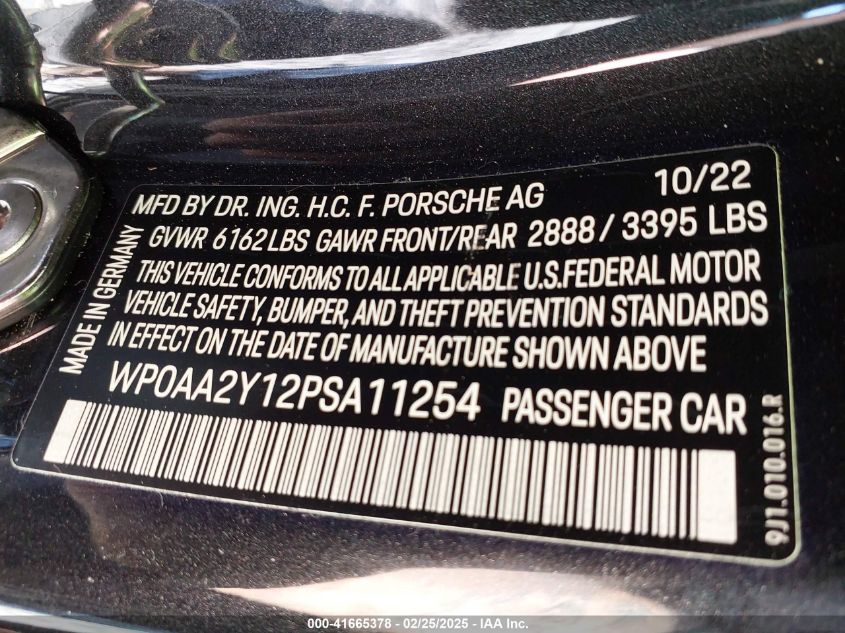 MFD BY DR. ING. H.C. F. PORSCHE AG 10/22
GVWR 6162 LBS GAWR FRONT/REAR 2888 / 3395 LBS
THIS VEHICLE CONFORMS TO ALL APPLICABLE U.S. FEDERAL MOTOR
VEHICLE SAFETY, BUMPER, AND THEFT PREVENTION STANDARDS
IN EFFECT ON THE DATE OF MANUFACTURE SHOWN ABOVE
WP0AA2Y12PSA11254 PASSENGER CAR
MADE IN GERMANY
9J1.010.016.R
000-41665378 - 02/25/2025 - IAA Inc.